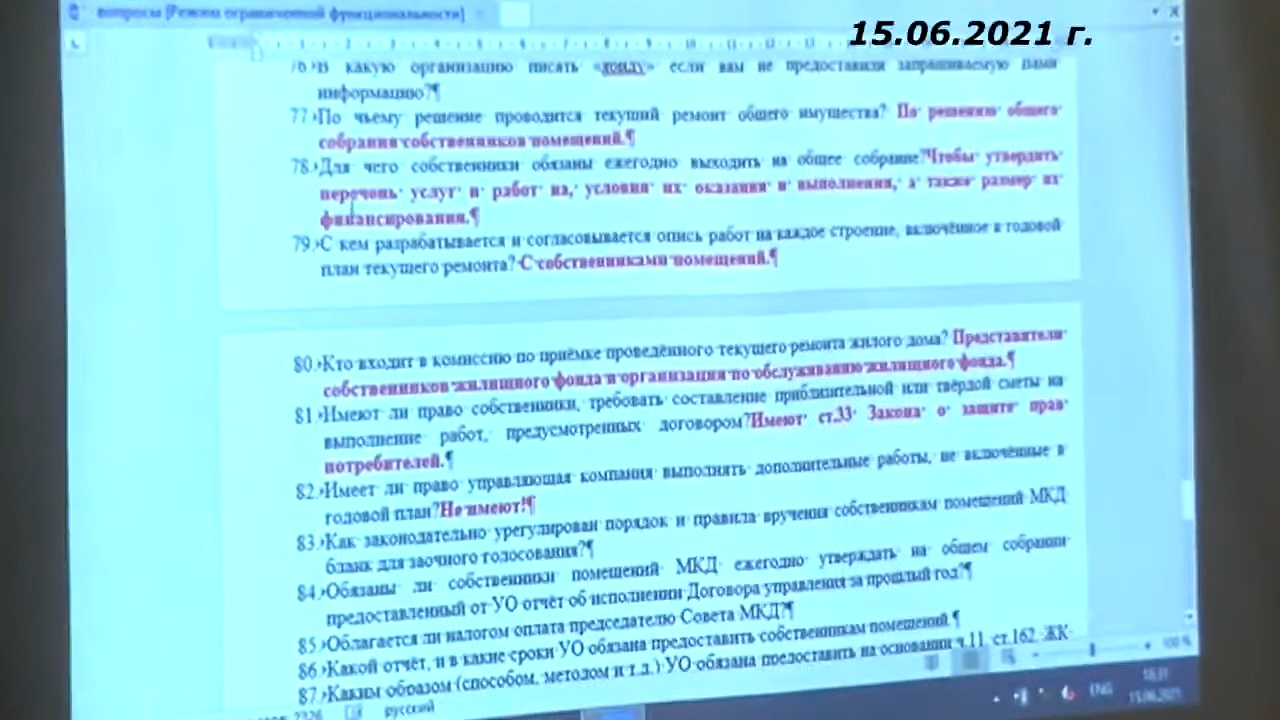 вопросы [Режим ограниченной функциональности]
15.06.2021 г.
76 В какую организацию писать «жалобу» если вам не предоставили запрашиваемую вами
информацию?¶
77 По чьему решение проводится текущий ремонт общего имущества? По решению общего
собрания собственников помещений.¶
78. Для чего собственники обязаны ежегодно выходить на общее собрание?Чтобы утвердить
перечень услуг и работ на, условия их оказания и выполнения, а также размер их
финансирования.¶
79. С кем разрабатывается и согласовывается опись работ на каждое строение, включённое в годовой
план текущего ремонта? С собственниками помещений.¶
80. Кто входит в комиссию по приёмке проведённого текущего ремонта жилого дома? Представители
собственников жилищного фонда и организация по обслуживанию жилищного фонда.¶
81. Имеют ли право собственники, требовать составление приблизительной или твёрдой сметы на
выполнение работ, предусмотренных договором?Имеют ст.33 Закона о защите прав
потребителей.¶
82. Имеет ли право управляющая компания выполнять дополнительные работы, не включённые в
годовой план?Не имеют!¶
83. Как законодательно урегулирован порядок и правила вручения собственникам помещений МКД
бланк для заочного голосования?¶
84. Обязаны ли собственники помещений МКД ежегодно утверждать на общем собрании
предоставленный от УО отчёт об исполнении Договора управления за прошлый год?¶
85. Облагается ли налогом оплата председателю Совета МКД?¶
86. Какой отчёт, и в какие сроки УО обязана предоставить собственникам помещений.¶
87. Каким образом (способом, методом и т.д.) УО обязана предоставить на основании ч.11, ст.162, ЖК
2326 русский
100 %
ENG
15.06.2021